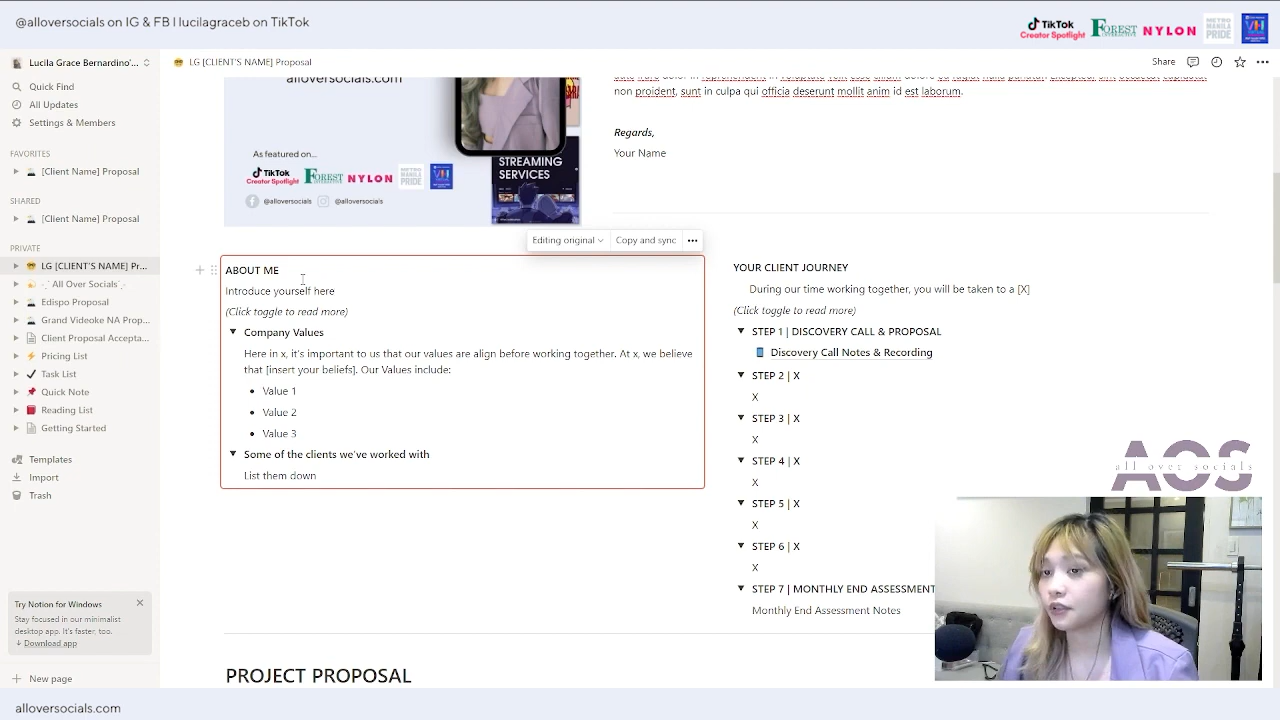 @alloversocials on IG & FB | lucilagraceb on TikTok
TikTok
Creator Spotlight
FOREST
NYLON
METRO
MANILA
PRIDE
VH
Lucila Grace Bernardo's...
LG [CLIENT'S NAME] Proposal
Share
Quick Find
All Updates
Settings & Members
FAVORITES
[Client Name] Proposal
SHARED
[Client Name] Proposal
PRIVATE
LG [CLIENT'S NAME] Pr...
All Over Socials
Edispo Proposal
Grand Videoke NA Prop...
Client Proposal Accepta...
Pricing List
Task List
Quick Note
Reading List
Getting Started
Templates
Import
Trash
Try Notion for Windows
Stay focused in our minimalist
desktop app. It's faster, too.
Download app
New page
alloversocials.com
As featured on...
TikTok
Creator Spotlight
FOREST
NYLON
METRO
MANILA
PRIDE
VH
@alloversocials
@alloversocials
STREAMING
SERVICES
non proident, sunt in culpa qui officia deserunt mollit anim id est laborum.
Regards,
Your Name
Editing original
Copy and sync
ABOUT ME
Introduce yourself here
(Click toggle to read more)
Company Values
Here in x, it's important to us that our values are align before working together. At x, we believe
that [insert your beliefs]. Our Values include:
• Value 1
• Value 2
• Value 3
Some of the clients we've worked with
List them down
YOUR CLIENT JOURNEY
During our time working together, you will be taken to a [X]
(Click toggle to read more)
STEP 1 | DISCOVERY CALL & PROPOSAL
Discovery Call Notes & Recording
STEP 2 | X
X
STEP 3 | X
X
STEP 4 | X
X
STEP 5 | X
X
STEP 6 | X
X
STEP 7 | MONTHLY END ASSESSMENT
Monthly End Assessment Notes
PROJECT PROPOSAL
AOS
all over socials
alloversocials.com